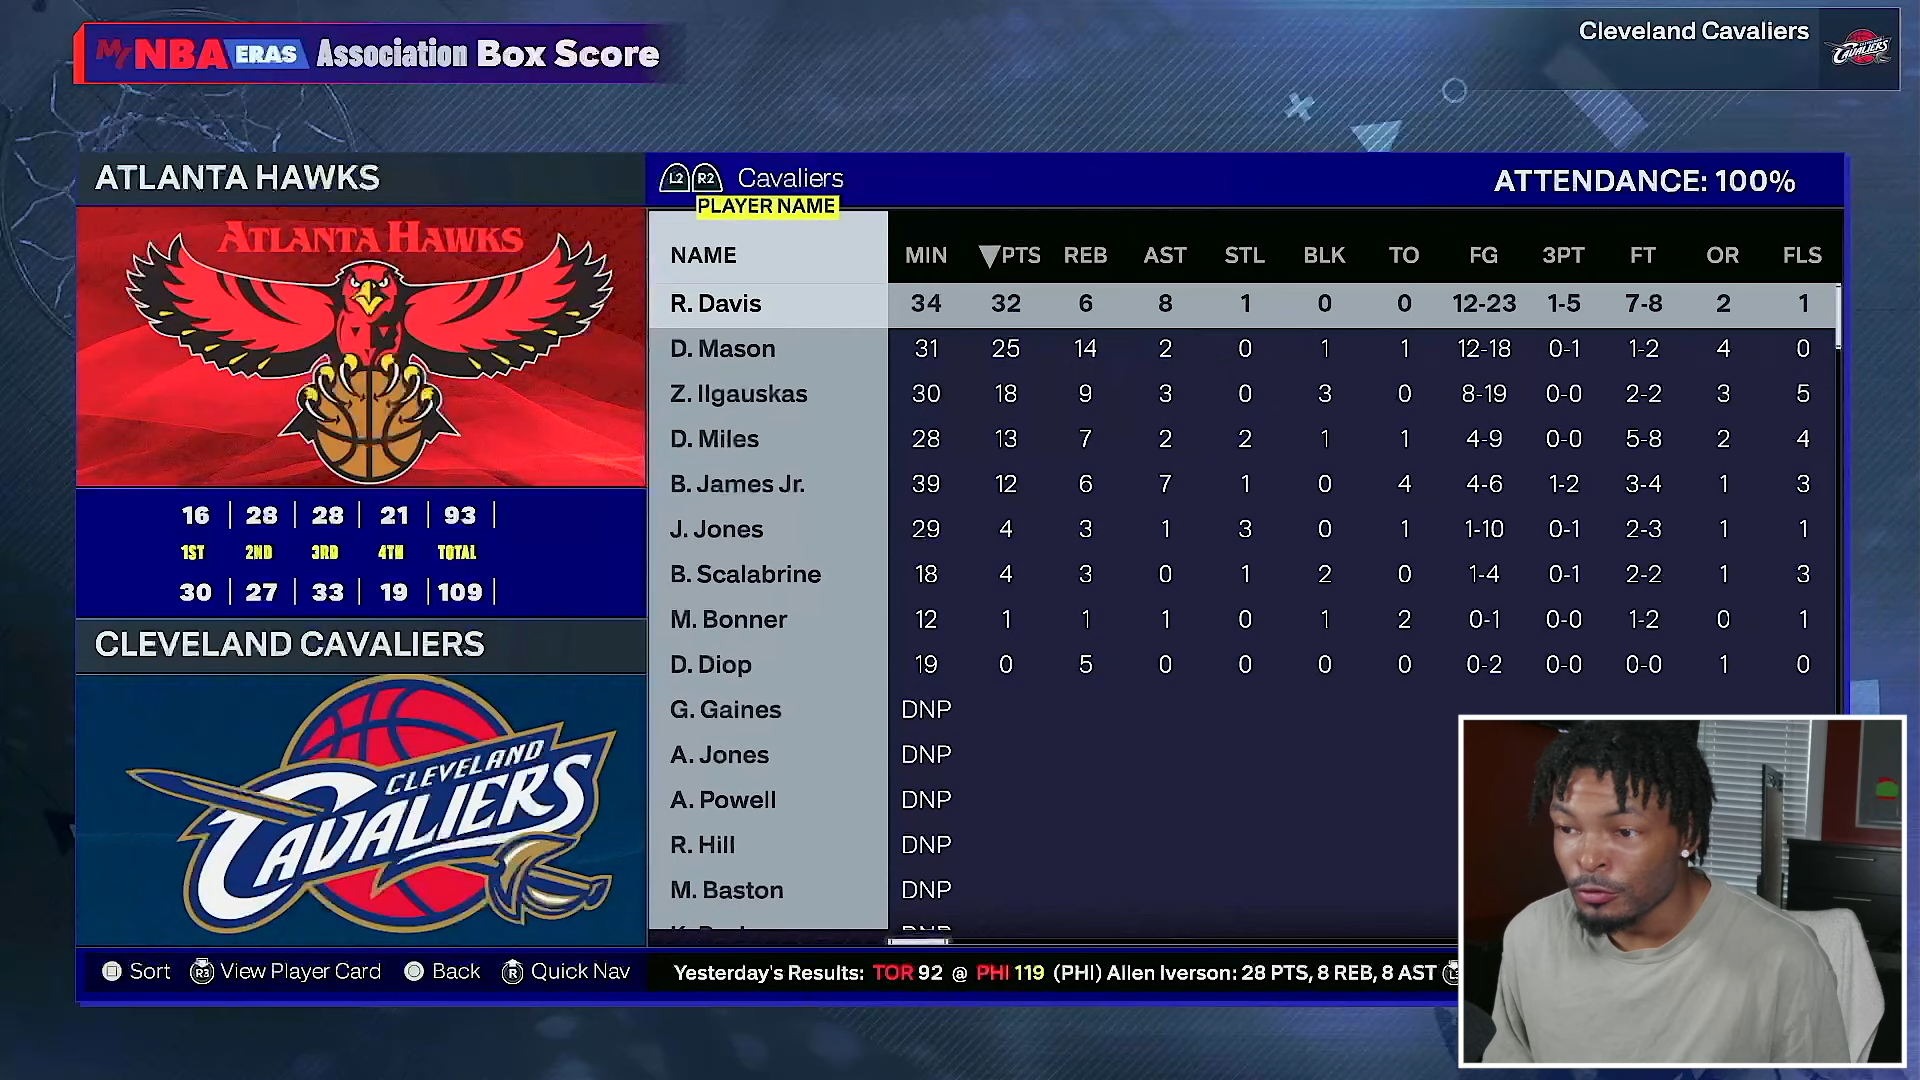 My NBA ERAS Association Box Score
Cleveland Cavaliers
CAVALIERS
ATLANTA HAWKS
ATLANTA HAWKS
16 | 28 | 28 | 21 | 93 |
1ST 2ND 3RD 4TH TOTAL
30 | 27 | 33 | 19 | 109 |
CLEVELAND CAVALIERS
CLEVELAND
CAVALIERS
L2 R2 Cavaliers
ATTENDANCE: 100%
PLAYER NAME
NAME MIN PTS REB AST STL BLK TO FG 3PT FT OR FLS
R. Davis 34 32 6 8 1 0 0 12-23 1-5 7-8 2 1
D. Mason 31 25 14 2 0 1 1 12-18 0-1 1-2 4 0
Z. Ilgauskas 30 18 9 3 0 3 0 8-19 0-0 2-2 3 5
D. Miles 28 13 7 2 2 1 1 4-9 0-0 5-8 2 4
B. James Jr. 39 12 6 7 1 0 4 4-6 1-2 3-4 1 3
J. Jones 29 4 3 1 3 0 1 1-10 0-1 2-3 1 1
B. Scalabrine 18 4 3 0 1 2 0 1-4 0-1 2-2 1 3
M. Bonner 12 1 1 1 0 1 2 0-1 0-0 1-2 0 1
D. Diop 19 0 5 0 0 0 0 0-2 0-0 0-0 1 0
G. Gaines DNP
A. Jones DNP
A. Powell DNP
R. Hill DNP
M. Baston DNP
Sort R3 View Player Card Back R Quick Nav
Yesterday's Results: TOR 92 @ PHI 119 (PHI) Allen Iverson: 28 PTS, 8 REB, 8 AST